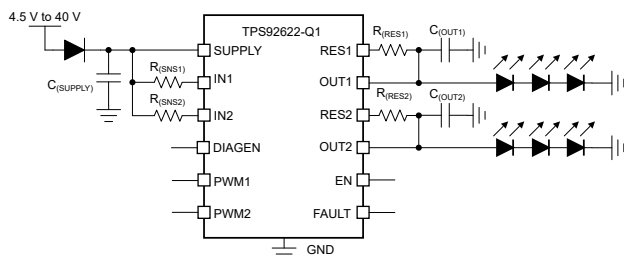 4.5 V to 40 V
TPS92622-Q1
SUPPLY
RES1
R(RES1)
C(OUT1)
C(SUPPLY)
R(SNS1)
IN1
OUT1
R(SNS2)
IN2
RES2
R(RES2)
C(OUT2)
DIAGEN
OUT2
PWM1
EN
PWM2
FAULT
GND